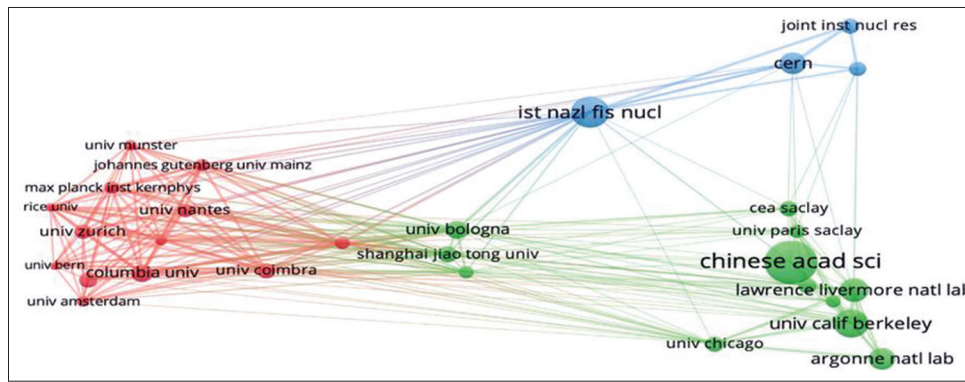 joint inst nucl res
cern
ist nazl fis nucl
univ munster
johannes gutenberg univ mainz
max planck inst kernphys
rice univ
univ nantes
cea saclay
univ zurich
univ bologna
univ paris saclay
shanghai jiao tong univ
chinese acad sci
univ bern
columbia univ
univ coimbra
lawrence livermore natl lab
univ amsterdam
univ calif berkeley
univ chicago
argonne natl lab